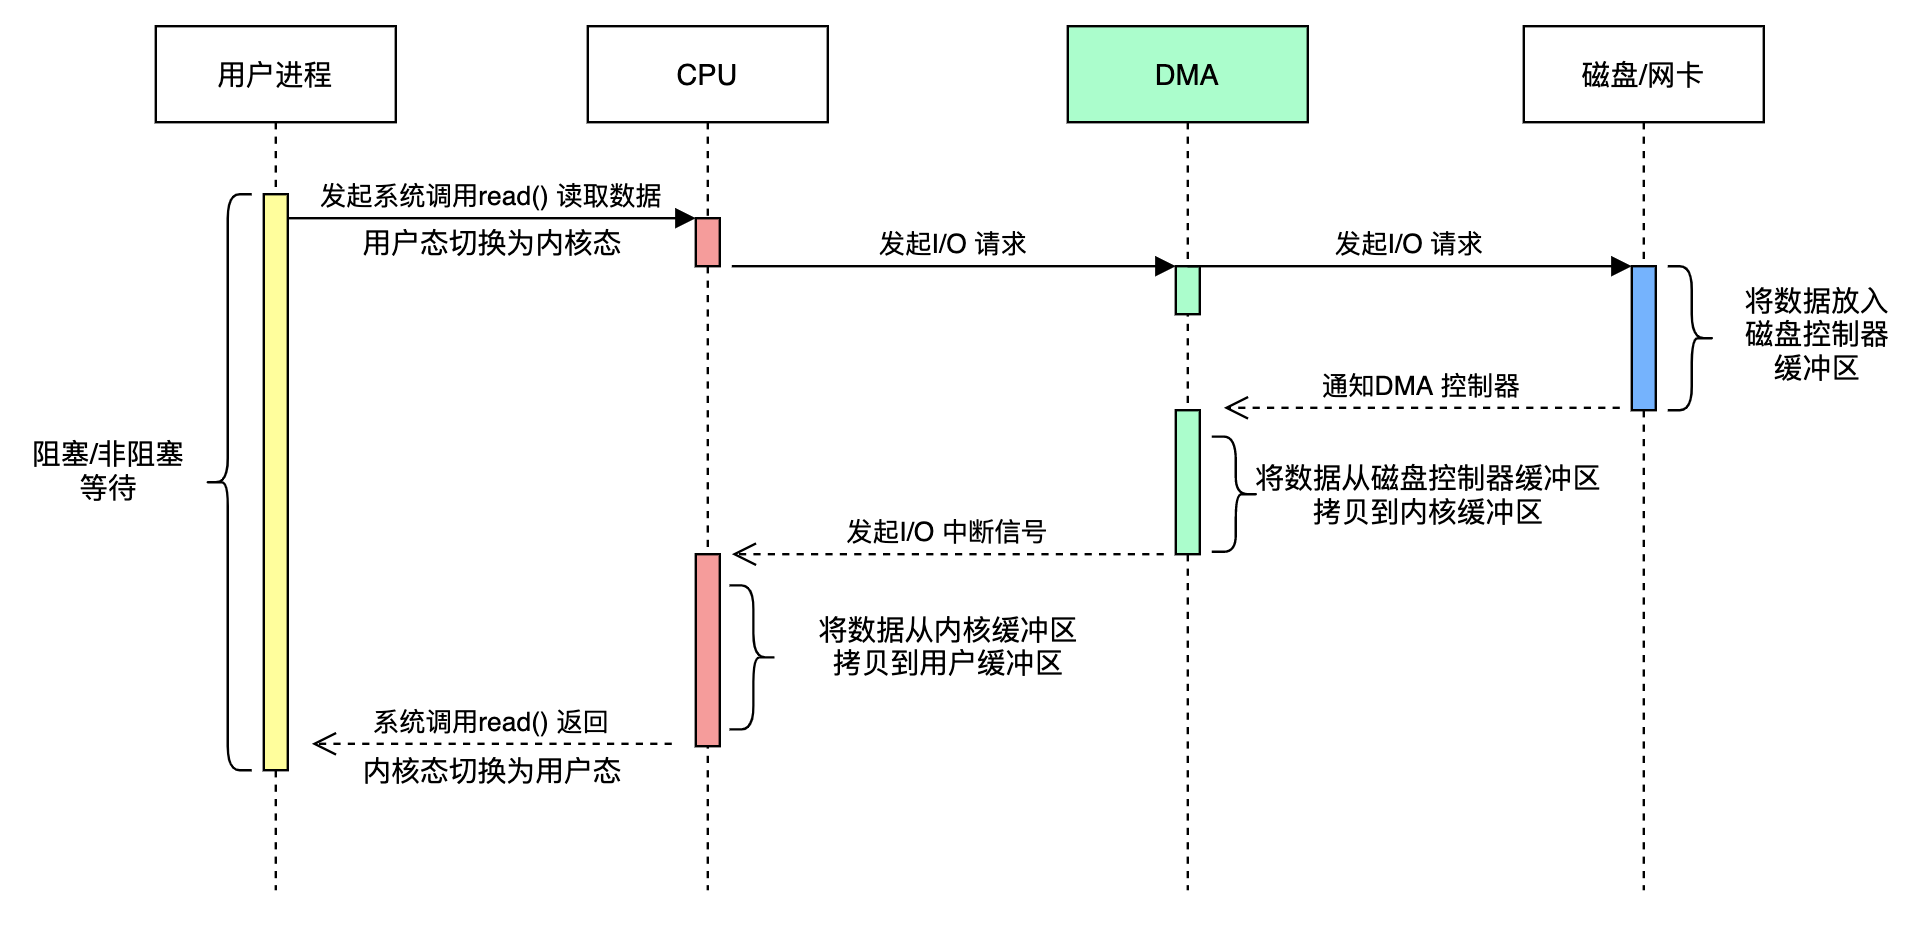 用户进程
CPU
DMA
磁盘/网卡
发起系统调用read() 读取数据
用户态切换为内核态
发起I/O 请求
发起I/O 请求
将数据放入
磁盘控制器
缓冲区
通知DMA 控制器
阻塞/非阻塞
等待
将数据从磁盘控制器缓冲区
拷贝到内核缓冲区
发起I/O 中断信号
将数据从内核缓冲区
拷贝到用户缓冲区
系统调用read() 返回
内核态切换为用户态